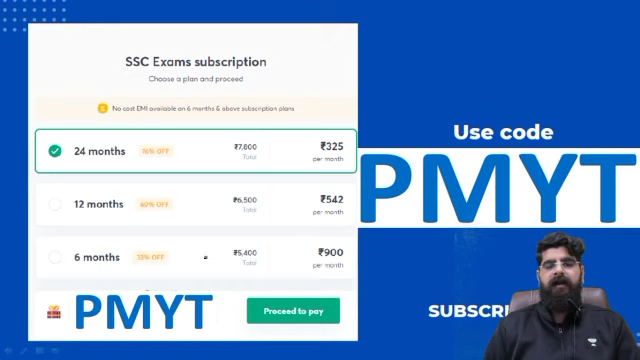 SSC Exams subscription
Choose a plan and proceed
No cost EMI available on 6 months & above subscription plans
24 months 16% OFF ₹7,800 Total ₹325 per month
12 months 60% OFF ₹6,500 Total ₹542 per month
6 months 33% OFF ₹5,400 Total ₹900 per month
PMYT Proceed to pay
Use code
PMYT